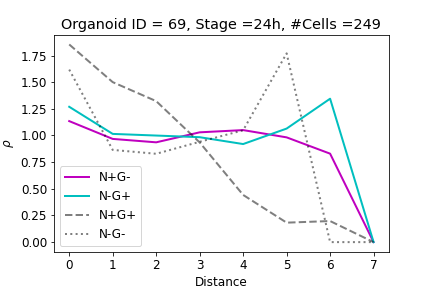 Organoid ID = 69, Stage =24h, #Cells =249
ρ
1.75
1.50
1.25
1.00
0.75
0.50
0.25
0.00
N+G-
N-G+
N+G+
N-G-
0 1 2 3 4 5 6 7
Distance